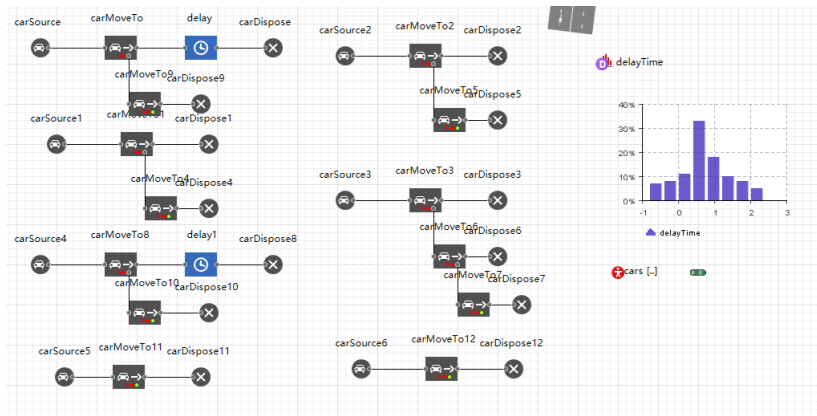 carSource
carMoveTo
delay
carDispose
carMoveTo9
carDispose9
carSource1
carDispose1
carMoveTo4
carDispose4
carSource4
carMoveTo8
delay1
carDispose8
carMoveTo10
carDispose10
carSource5
carMoveTo11
carDispose11
carSource2
carMoveTo2
carDispose2
carMoveTo5
carDispose5
carSource3
carMoveTo3
carDispose3
carMoveTo6
carDispose6
carMoveTo7
carDispose7
carSource6
carMoveTo12
carDispose12
delayTime
40%
30%
20%
10%
0%
-1 0 1 2 3
delayTime
cars [..]